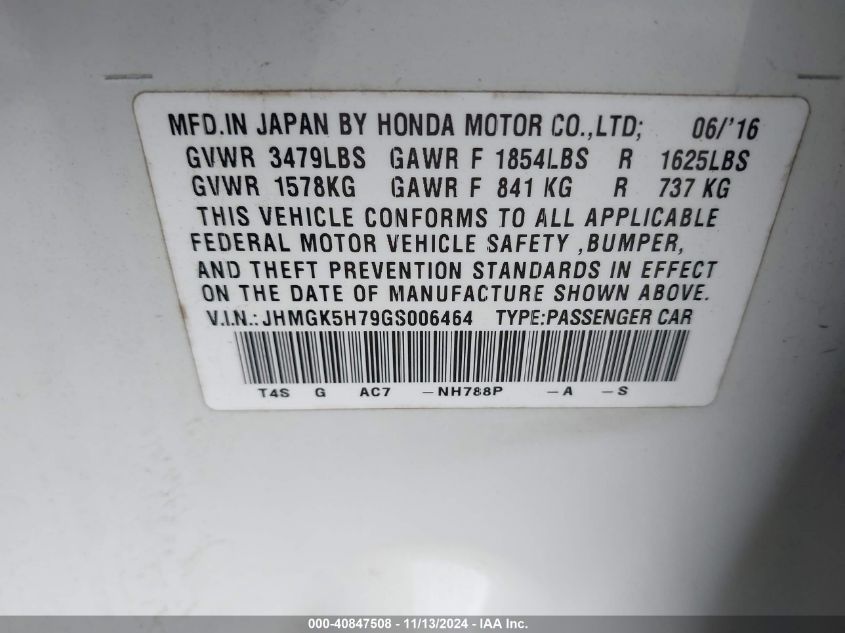 MFD.IN JAPAN BY HONDA MOTOR CO.,LTD; 06/'16
GVWR 3479LBS GAWR F 1854LBS R 1625LBS
GVWR 1578KG GAWR F 841 KG R 737 KG
THIS VEHICLE CONFORMS TO ALL APPLICABLE
FEDERAL MOTOR VEHICLE SAFETY ,BUMPER,
AND THEFT PREVENTION STANDARDS IN EFFECT
ON THE DATE OF MANUFACTURE SHOWN ABOVE.
V.I.N.: JHMGK5H79GS006464 TYPE:PASSENGER CAR
T4S G AC7 –NH788P –A –S
000-40847508 - 11/13/2024 - IAA Inc.